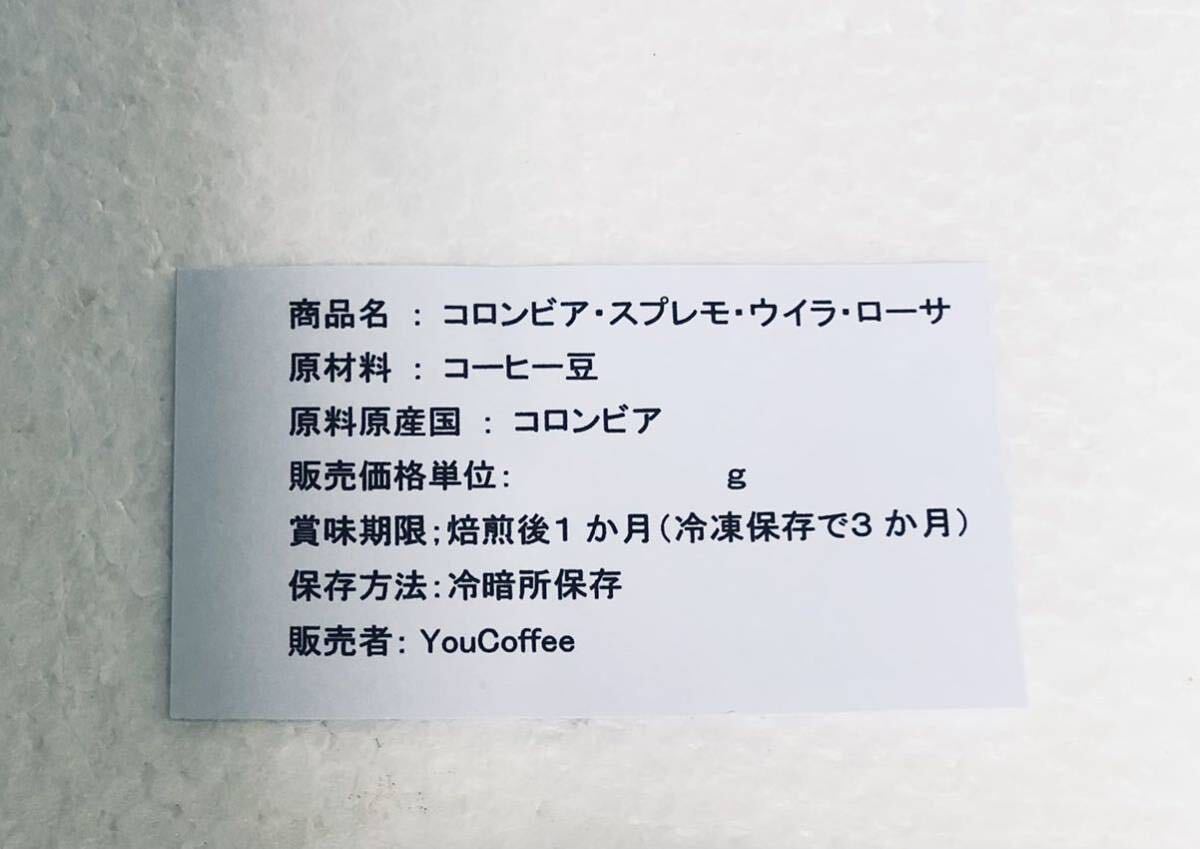 商品名 : コロンビア・スプレモ・ウイラ・ローサ
原材料 : コーヒー豆
原料原産国 : コロンビア
販売価格単位: g
賞味期限;焙煎後1 か月(冷凍保存で3 か月)
保存方法:冷暗所保存
販売者: YouCoffee